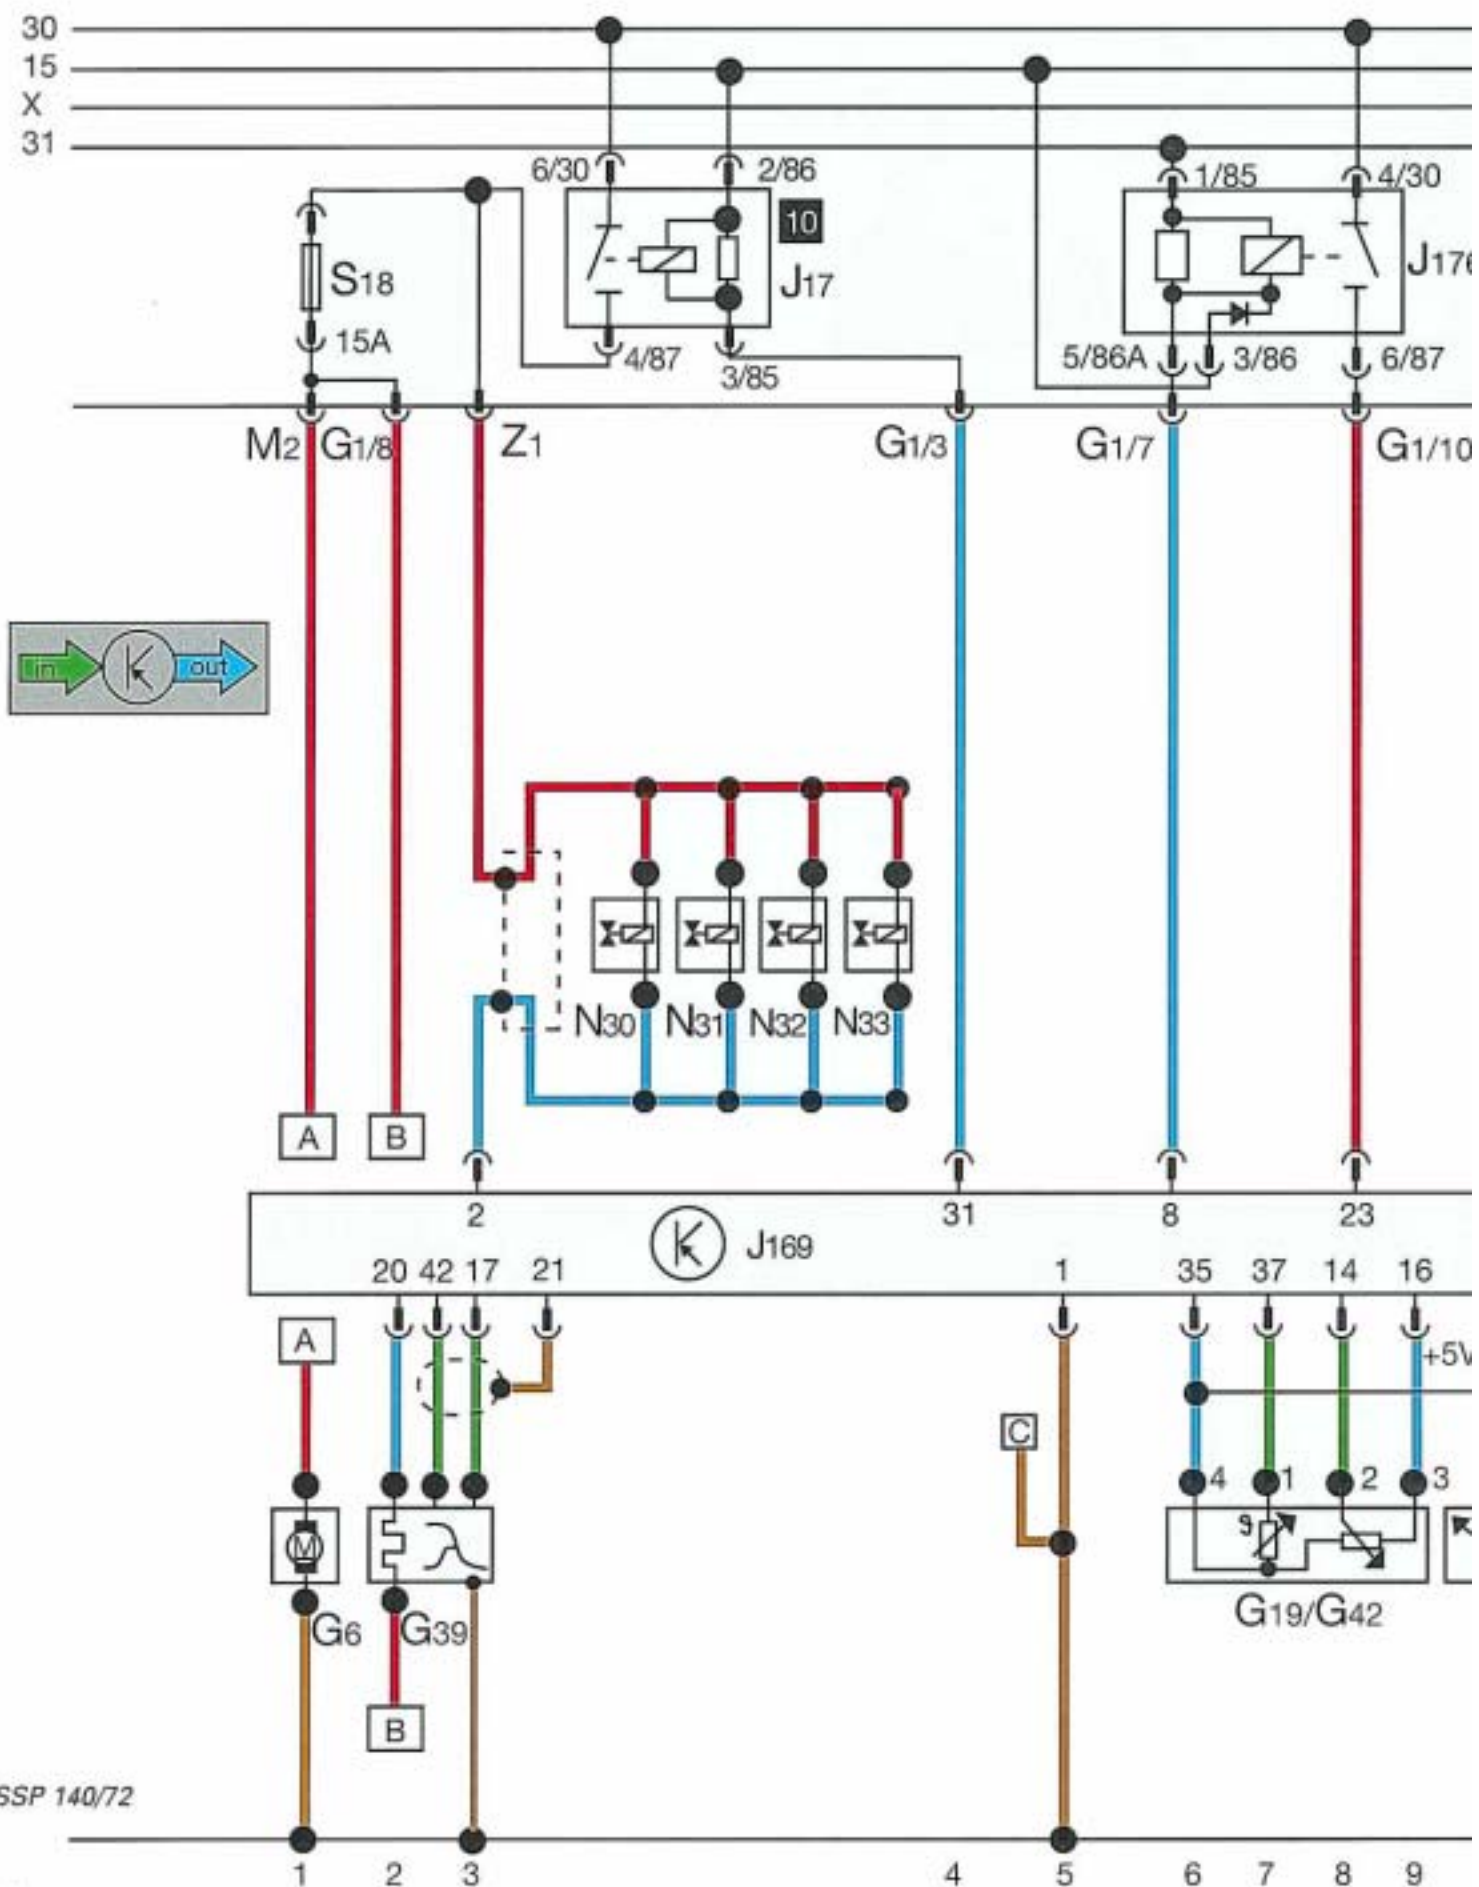 30
15
X
31
6/30 2/86 1/85 4/30
10
S18 J17 J176
15A 4/87 3/85 5/86A 3/86 6/87
M2 G1/8 Z1 G1/3 G1/7 G1/10
in out
N30 N31 N32 N33
A B
2 31 8 23
J169
20 42 17 21 1 35 37 14 16
A
+5V
C
4 1 2 3
M
ϑ
G6 G39 G19/G42
B
SSP 140/72
1 2 3 4 5 6 7 8 9